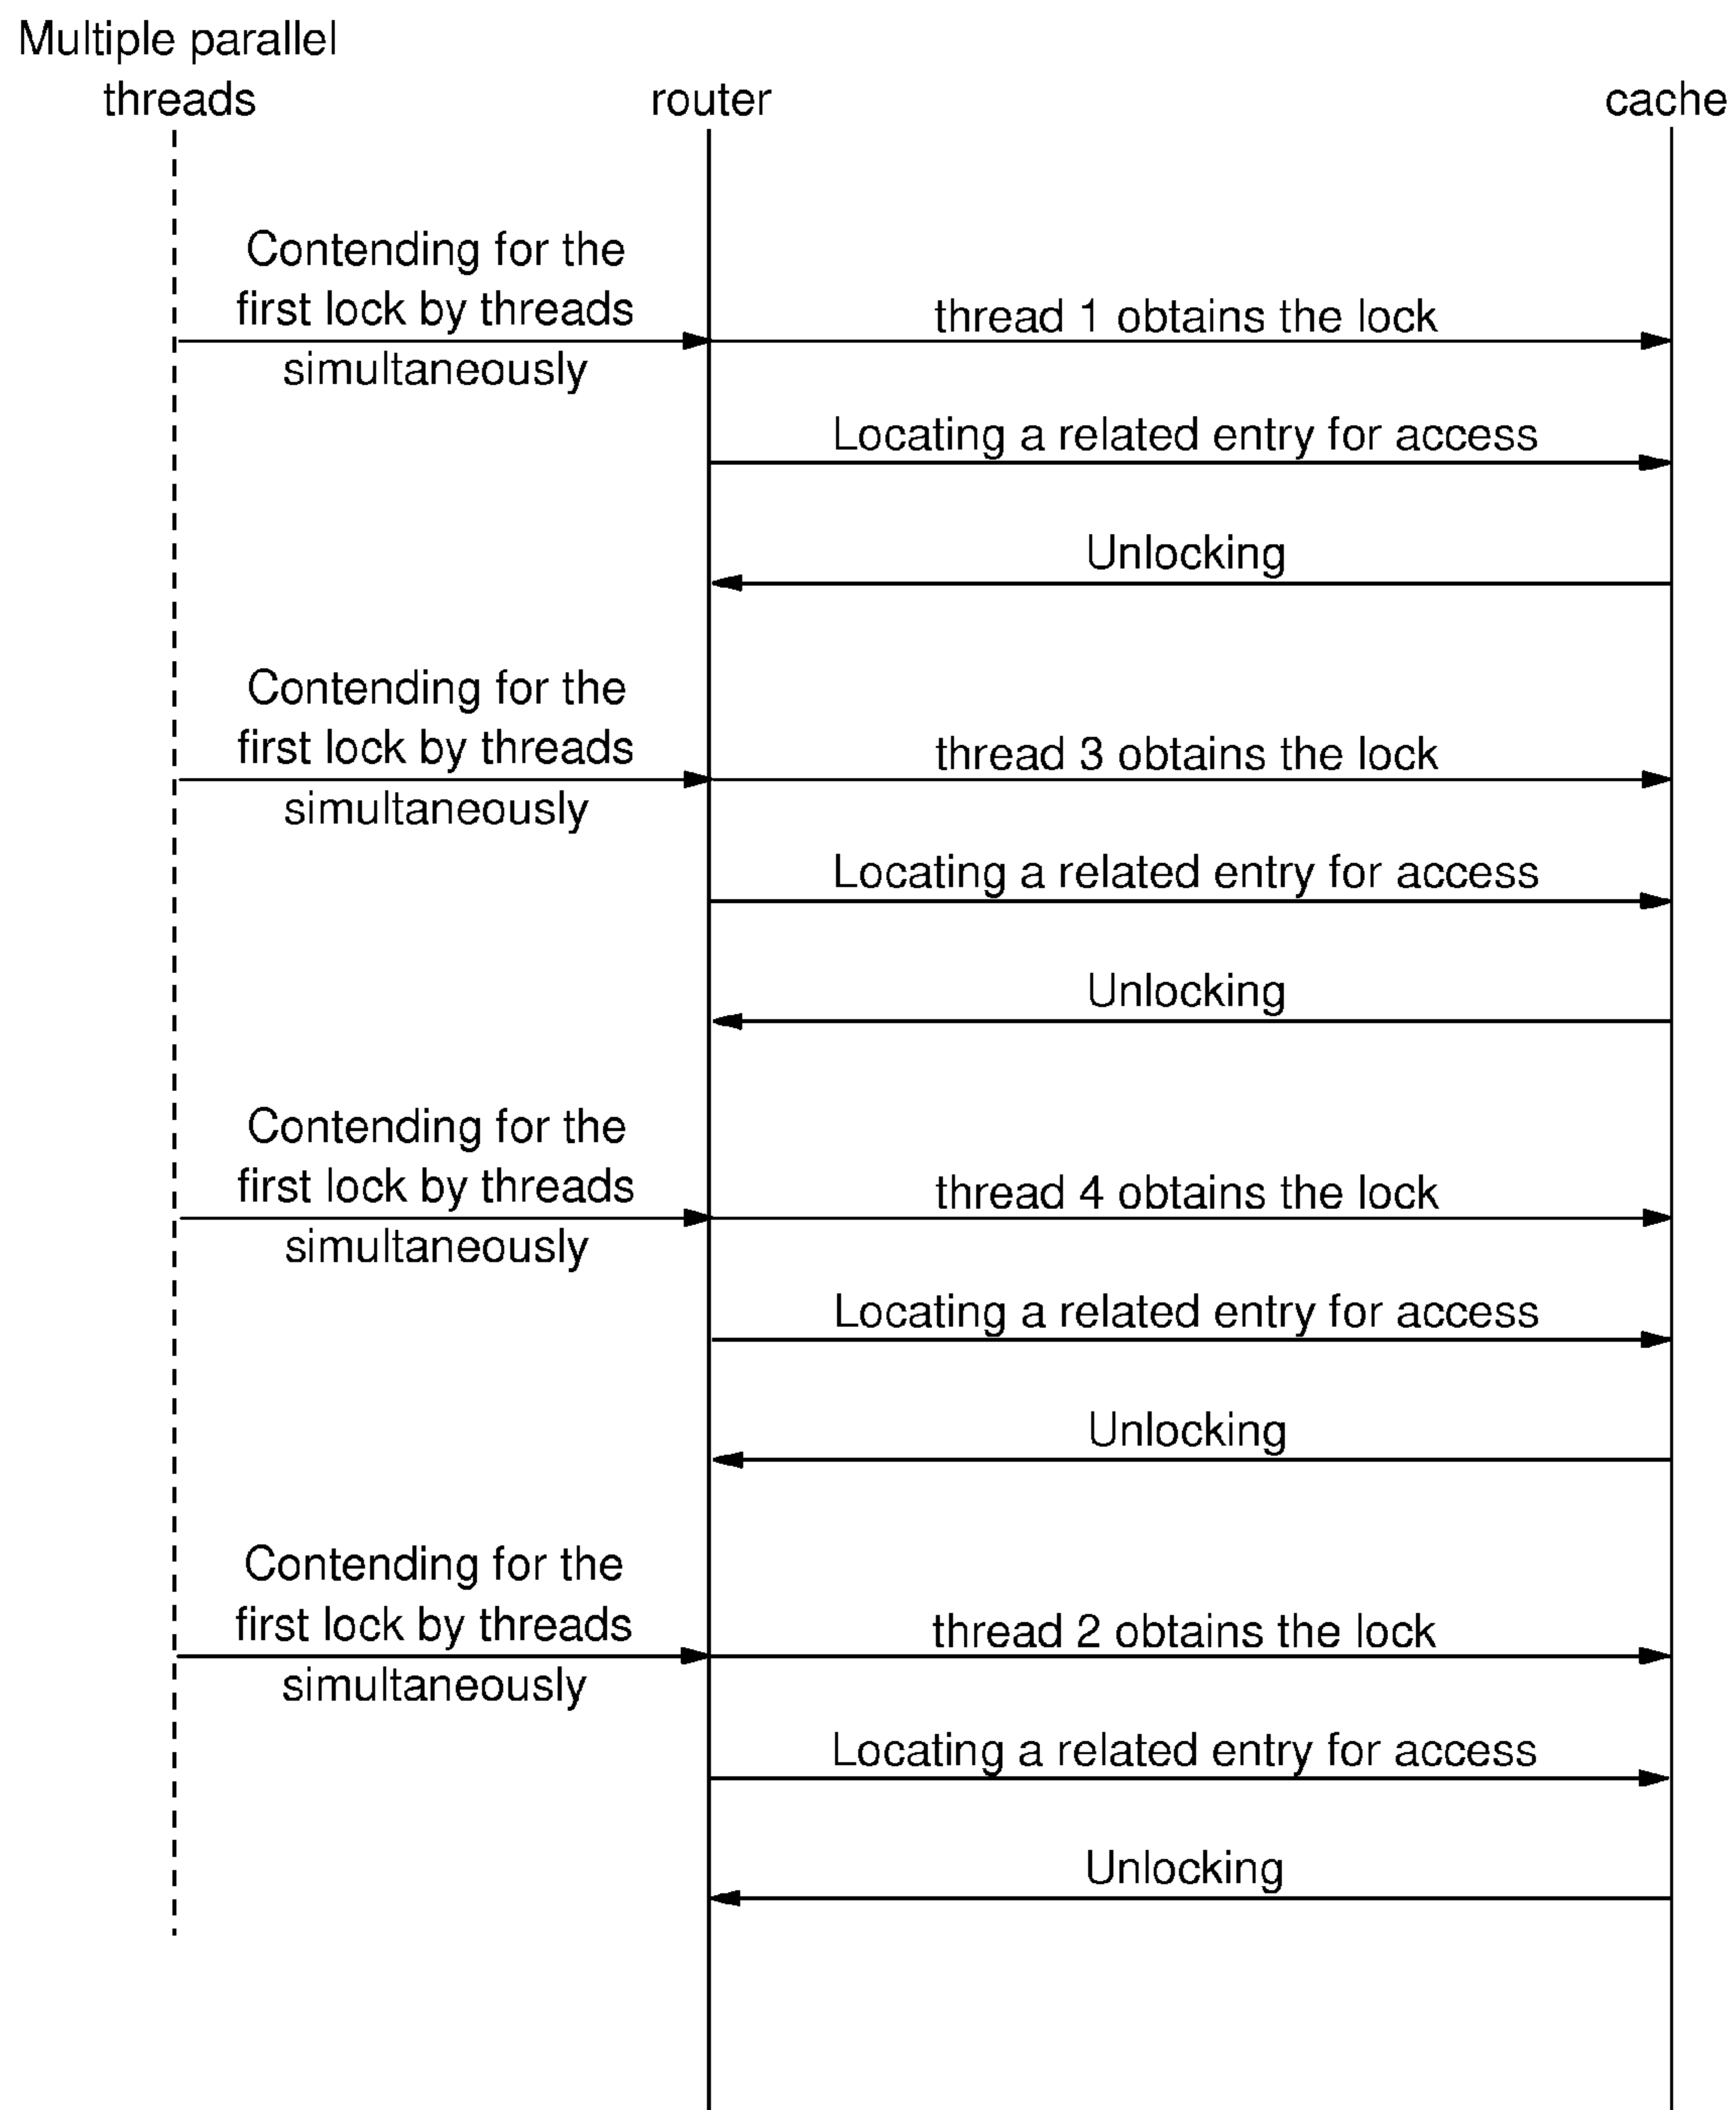 Multiple parallel
threads
router
cache
Contending for the
first lock by threads
simultaneously
thread 1 obtains the lock
Locating a related entry for access
Unlocking
Contending for the
first lock by threads
simultaneously
thread 3 obtains the lock
Locating a related entry for access
Unlocking
Contending for the
first lock by threads
simultaneously
thread 4 obtains the lock
Locating a related entry for access
Unlocking
Contending for the
first lock by threads
simultaneously
thread 2 obtains the lock
Locating a related entry for access
Unlocking